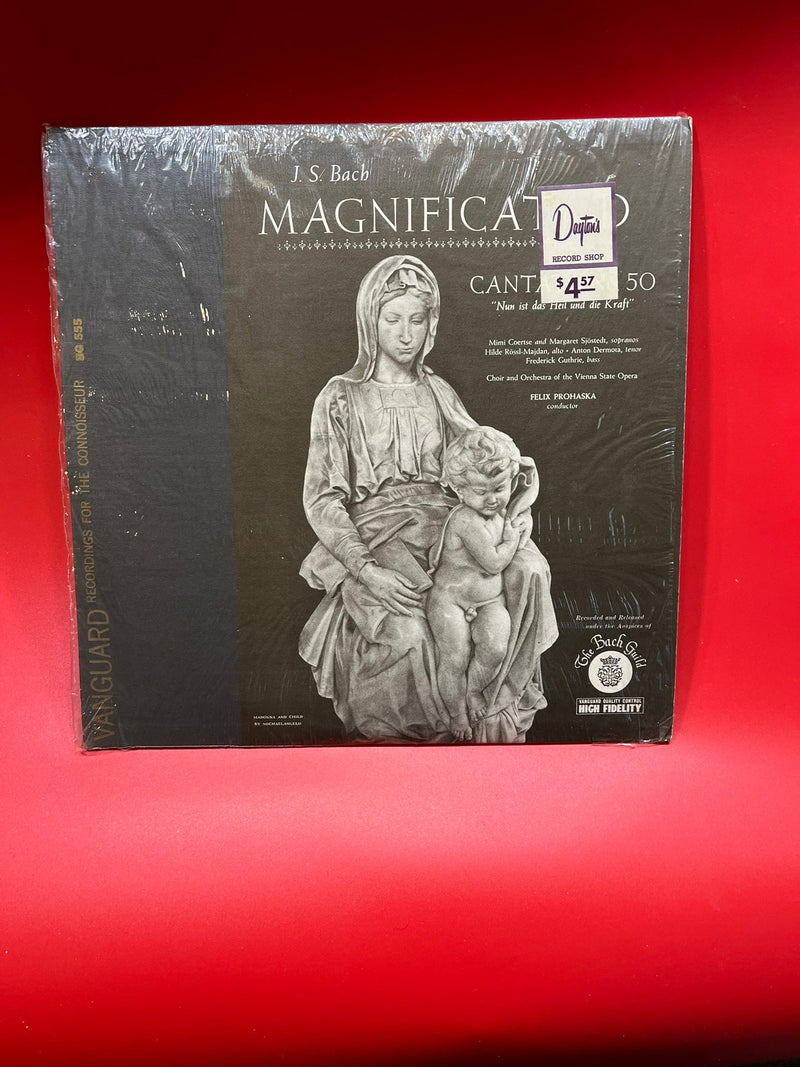 J. S. Bach
MAGNIFICAT
Dayton's
RECORD SHOP
$4.57
50
"Nun ist das Heil und die Kraft"
Mimi Coertse and Margaret Sjöstedt, sopranos
Hilde Rössl-Majdan, alto • Anton Dermota, tenor
Frederick Guthrie, bass
Choir and Orchestra of the Vienna State Opera
FELIX PROHASKA
conductor
VANGUARD RECORDINGS FOR THE CONNOISSEUR BG 555
Recorded and Released
under the Auspices of
The Bach Guild
VANGUARD QUALITY CONTROL
HIGH FIDELITY
MADONNA AND CHILD
BY MICHAELANGELO